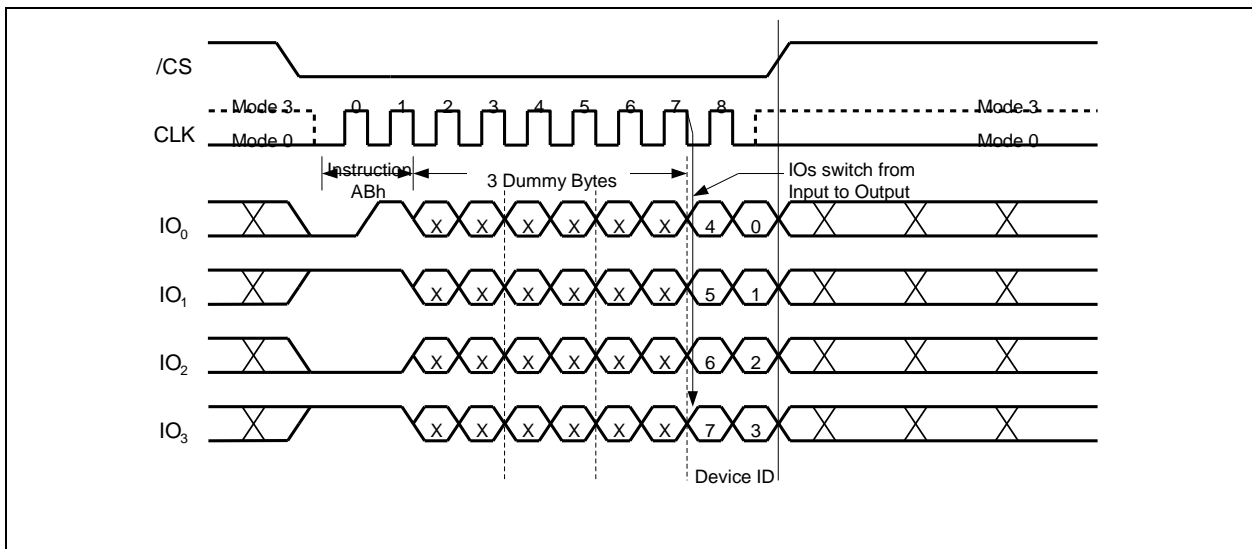 /CS
Mode 3 0 1 2 3 4 5 6 7 8 Mode 3
CLK Mode 0 Mode 0
Instruction ABh
3 Dummy Bytes
IOs switch from
Input to Output
IO0 X X X X X X 4 0
IO1 X X X X X X 5 1
IO2 X X X X X X 6 2
IO3 X X X X X X 7 3
Device ID